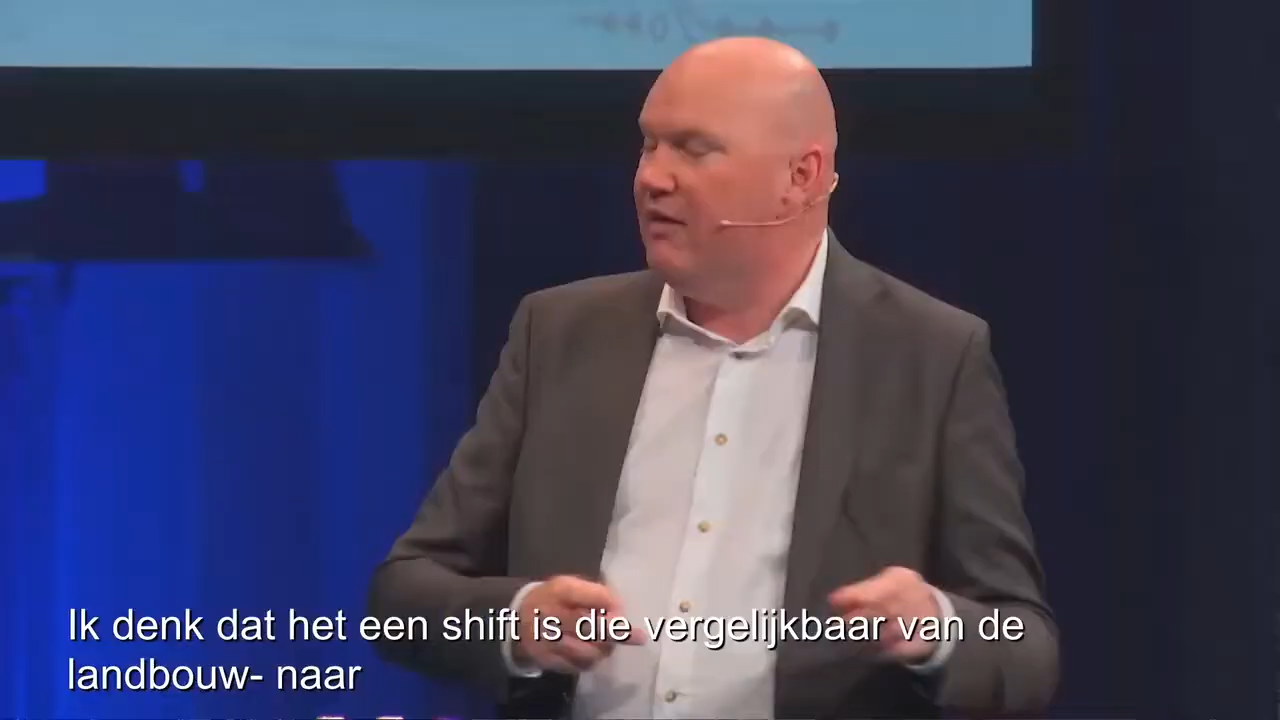 Ik denk dat het een shift is die vergelijkbaar van de
landbouw- naar